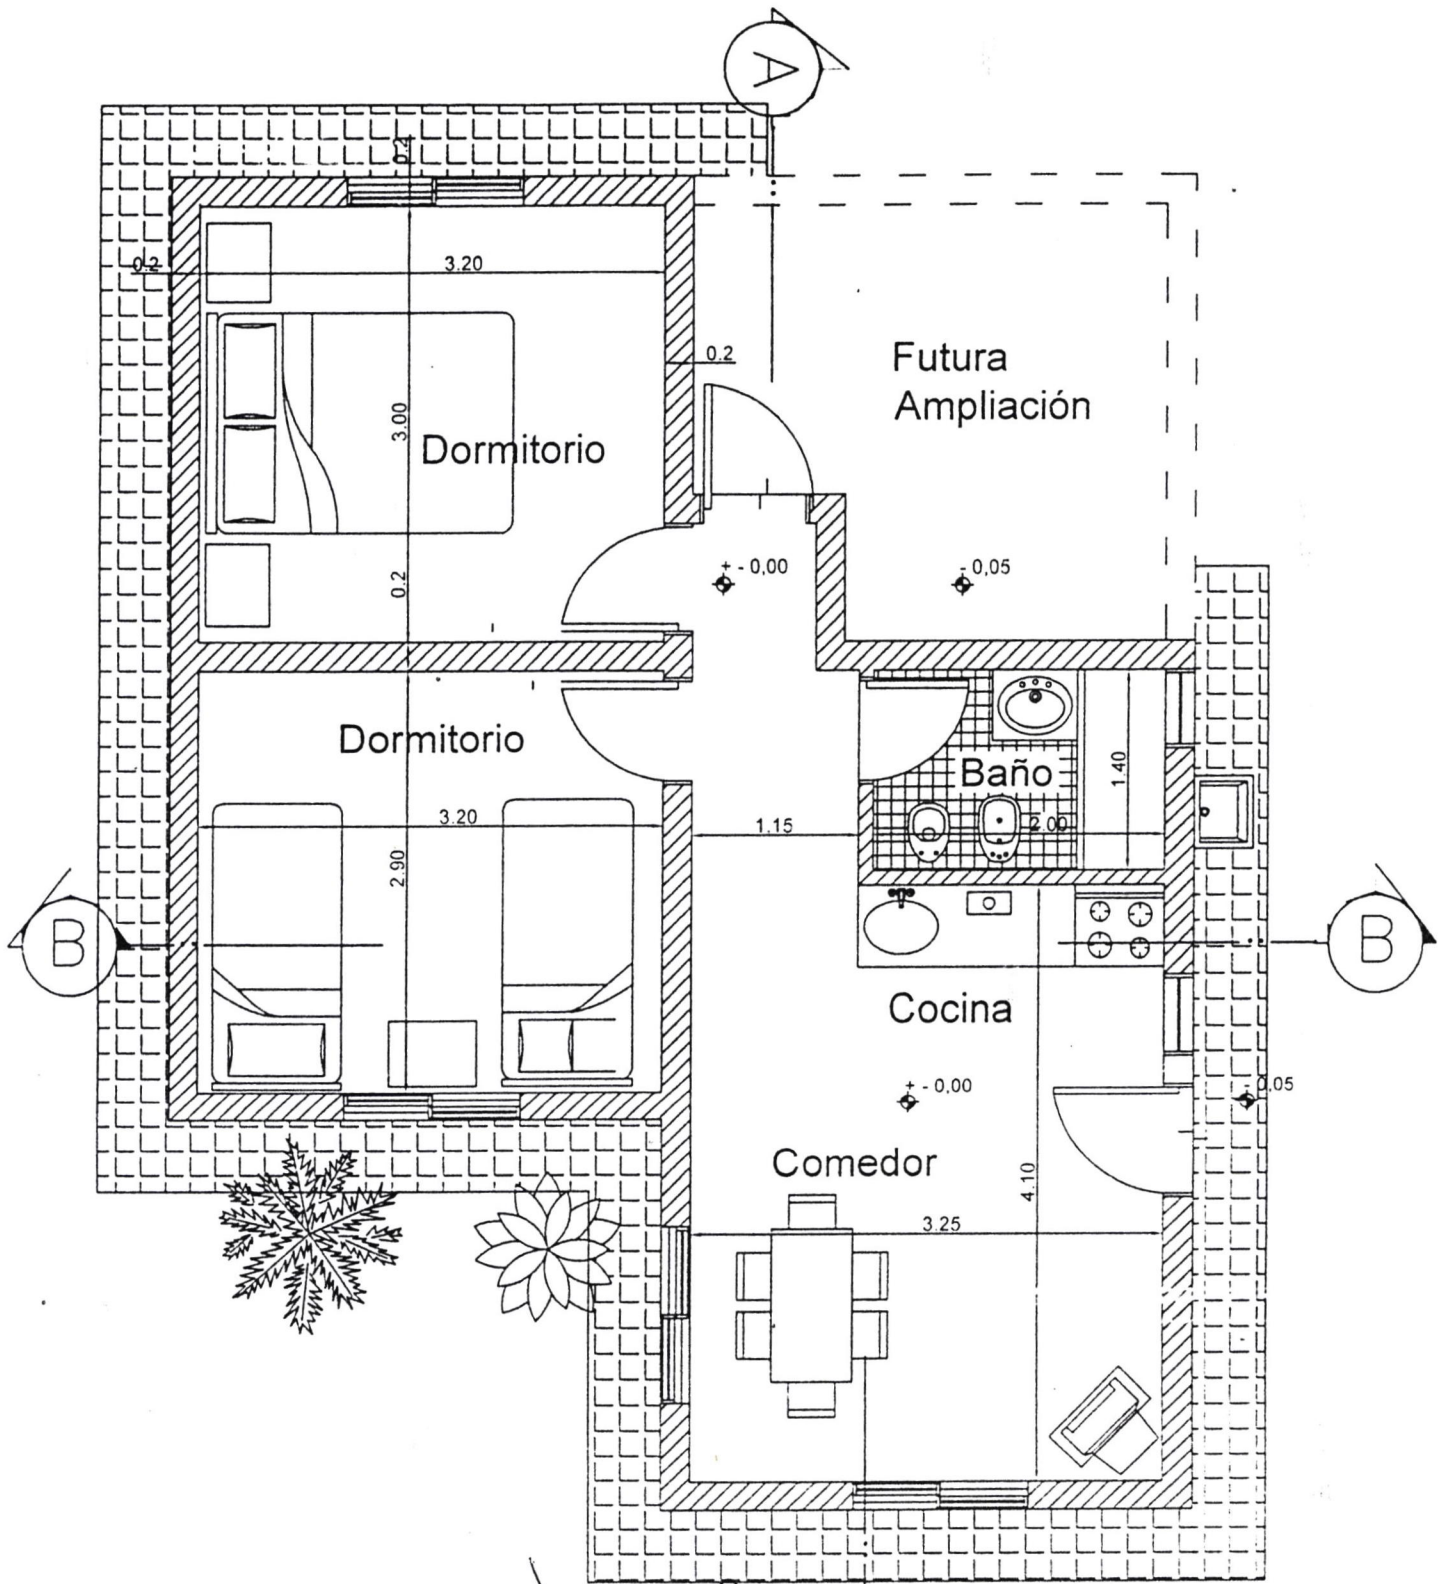 A
0.2
0.2
3.20
0.2
Futura
Ampliación
3.00
Dormitorio
0.2
+ - 0,00
- 0,05
Dormitorio
Baño
1.40
3.20
1.15
2.00
2.90
B
B
Cocina
+ - 0,00
- 0,05
Comedor
4.10
3.25